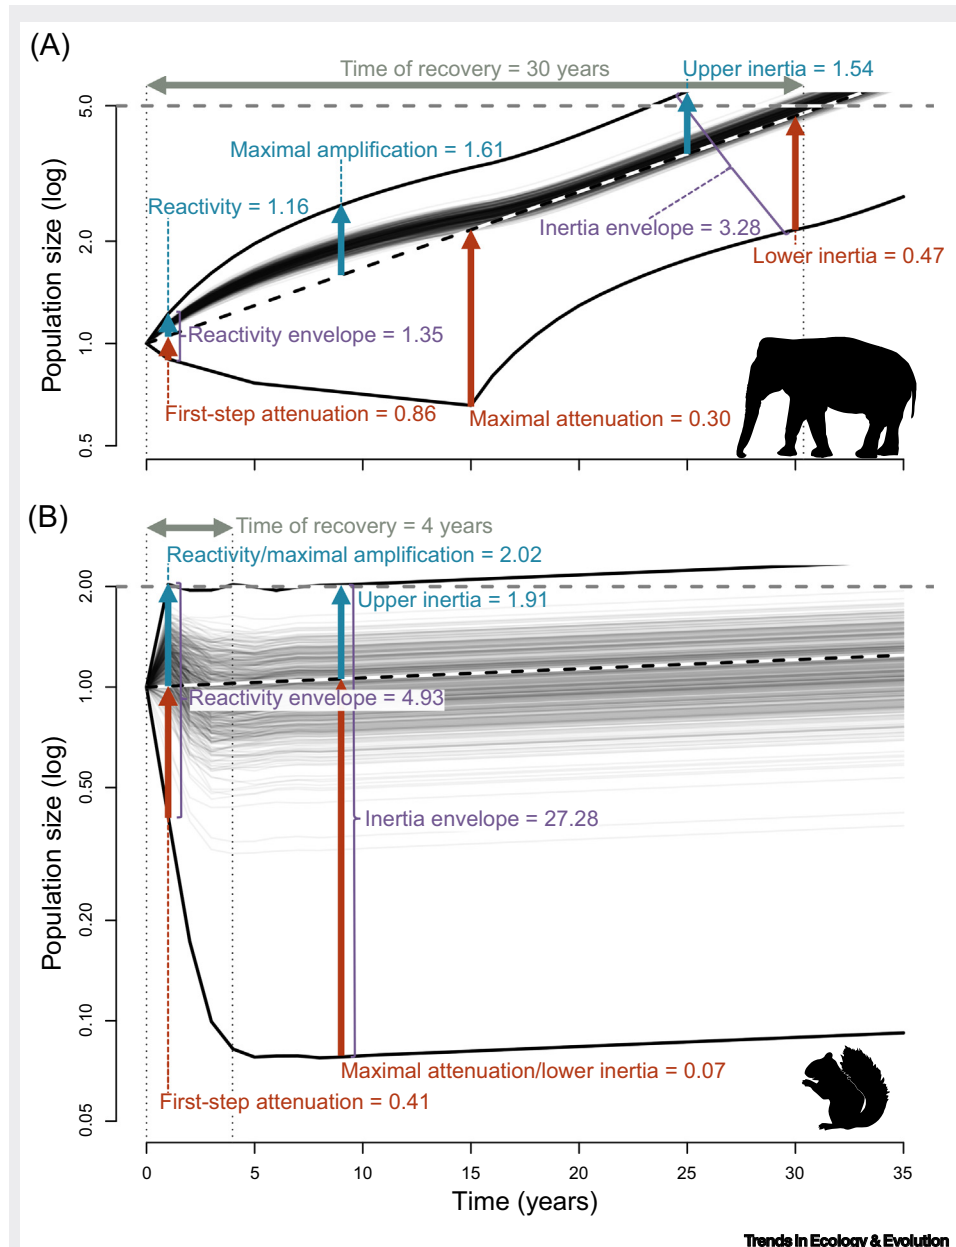 (A)
Time of recovery = 30 years
Upper inertia = 1.54
Maximal amplification = 1.61
Reactivity = 1.16
Inertia envelope = 3.28
Lower inertia = 0.47
Reactivity envelope = 1.35
First-step attenuation = 0.86
Maximal attenuation = 0.30
Population size (log)
5.0
2.0
1.0
0.5
(B)
Time of recovery = 4 years
Reactivity/maximal amplification = 2.02
Upper inertia = 1.91
Reactivity envelope = 4.93
Inertia envelope = 27.28
Maximal attenuation/lower inertia = 0.07
First-step attenuation = 0.41
Population size (log)
2.00
1.00
0.50
0.20
0.10
0.05
0 5 10 15 20 25 30 35
Time (years)
Trends in Ecology & Evolution